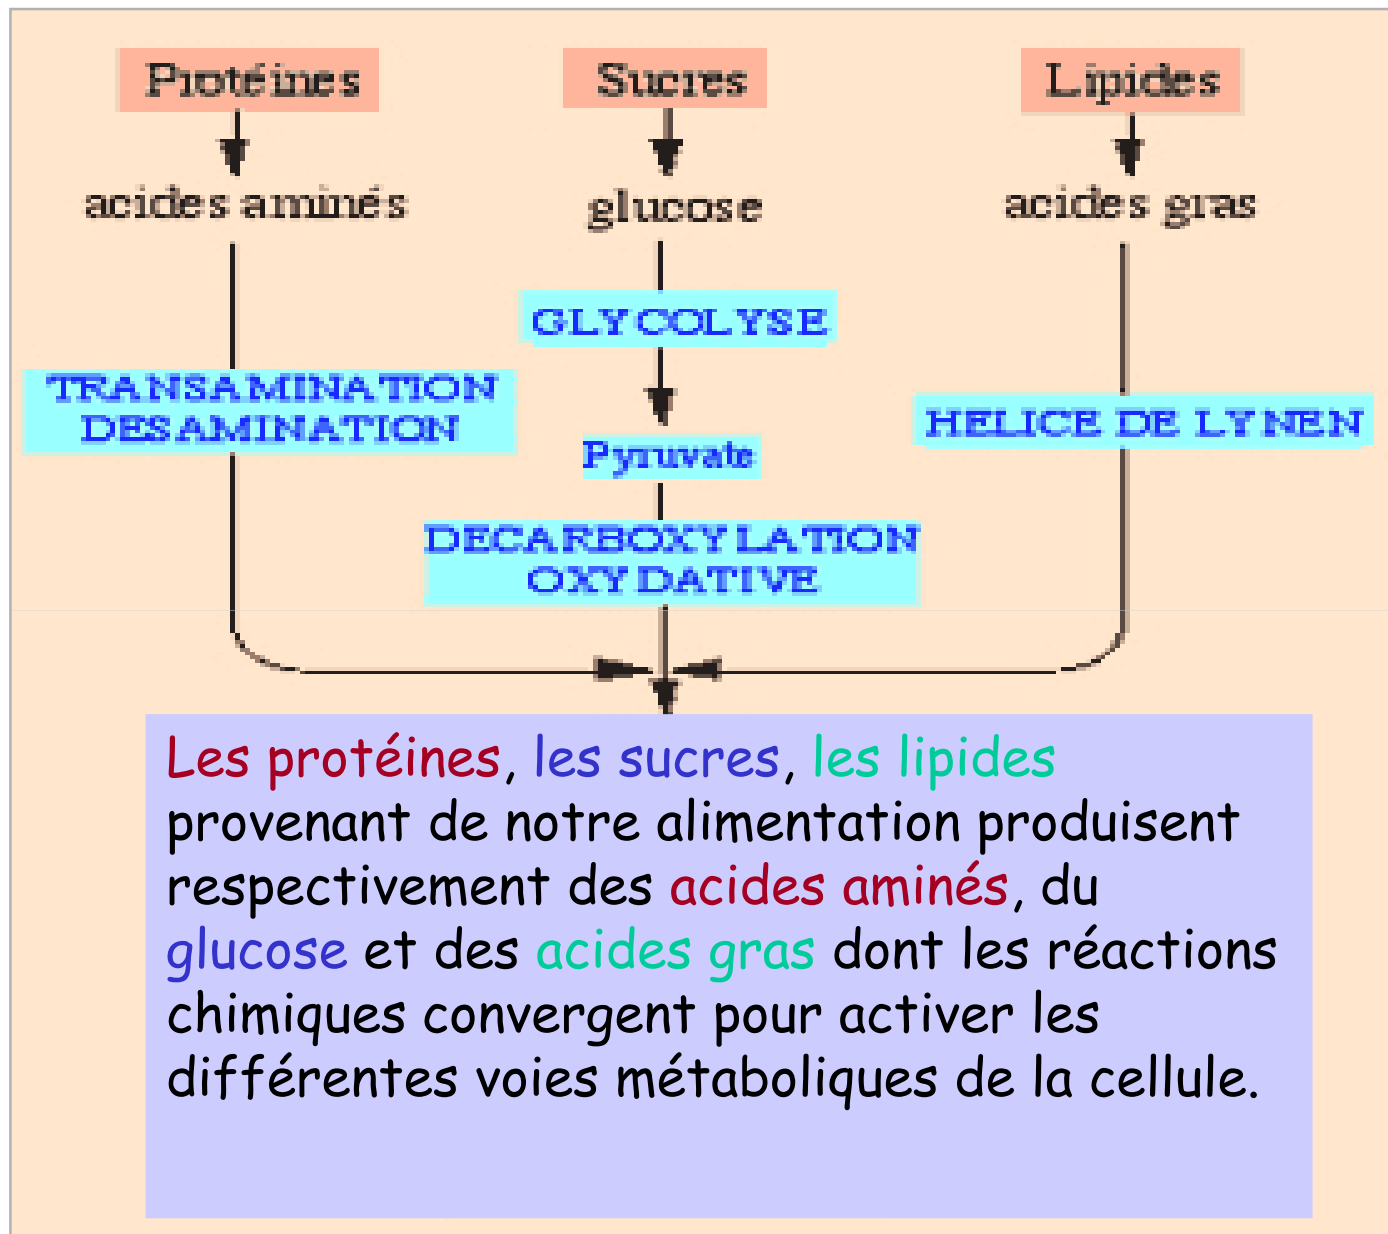 Protéines
Sucres
Lipides
acides aminés
glucose
acides gras
GLYCOLYSE
TRANSAMINATION
DESAMINATION
HELICE DE LYNEN
Pyruvate
DECARBOXYLATION
OXYDATIVE
Les protéines, les sucres, les lipides
provenant de notre alimentation produisent
respectivement des acides aminés, du
glucose et des acides gras dont les réactions
chimiques convergent pour activer les
différentes voies métaboliques de la cellule.